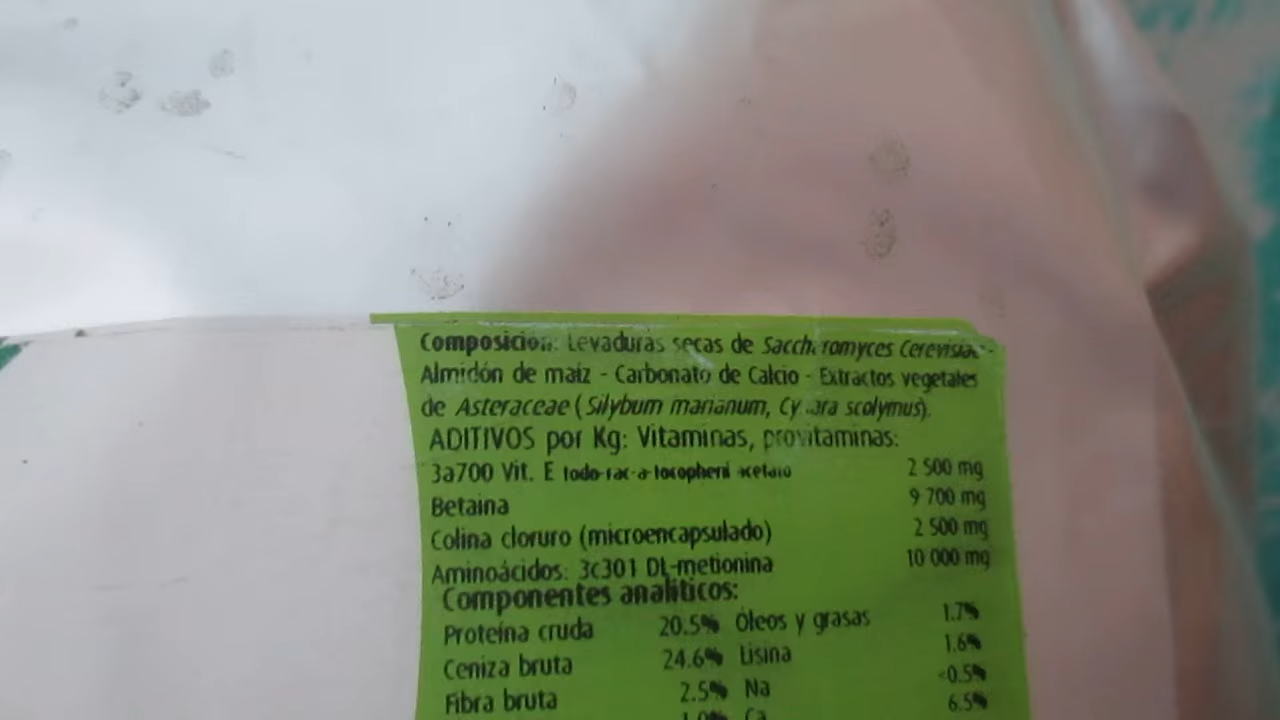 Composición: Levaduras secas de Saccharomyces Cerevisiae -
Almidón de maiz - Carbonato de Calcio - Extractos vegetales
de Asteraceae (Silybum marianum, Cynara scolymus).
ADITIVOS por Kg: Vitaminas, provitaminas:
3a700 Vit. E todo-rac-a-tocopheril acetato 2 500 mg
Betaina 9 700 mg
Colina cloruro (microencapsulado) 2 500 mg
Aminoácidos: 3c301 DL-metionina 10 000 mg
Componentes analíticos:
Proteína cruda 20.5% Óleos y grasas 1.7%
Ceniza bruta 24.6% Lisina 1.6%
Fibra bruta 2.5% Na <0.5%
1.0% Ca 6.5%